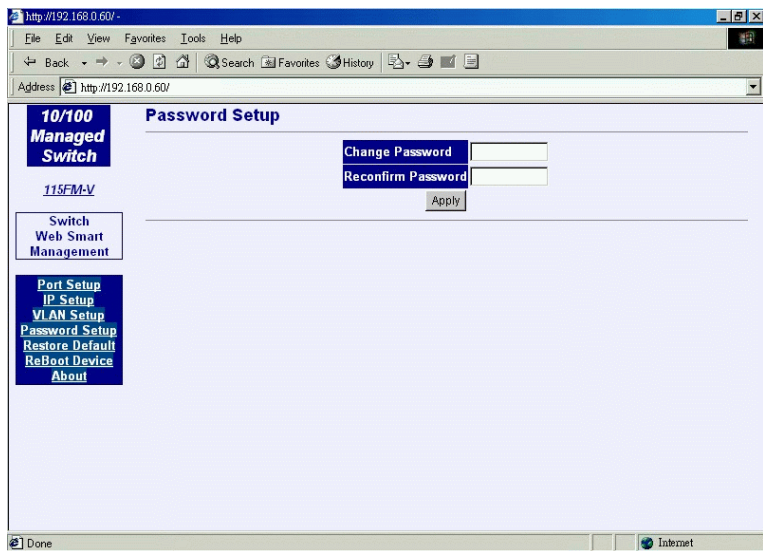 http://192.168.0.60/ -
File Edit View Favorites Tools Help
Back Search Favorites History
Address http://192.168.0.60/
10/100
Managed
Switch
115FM-V
Switch
Web Smart
Management
Port Setup
IP Setup
VLAN Setup
Password Setup
Restore Default
ReBoot Device
About
Password Setup
Change Password
Reconfirm Password
Apply
Done Internet